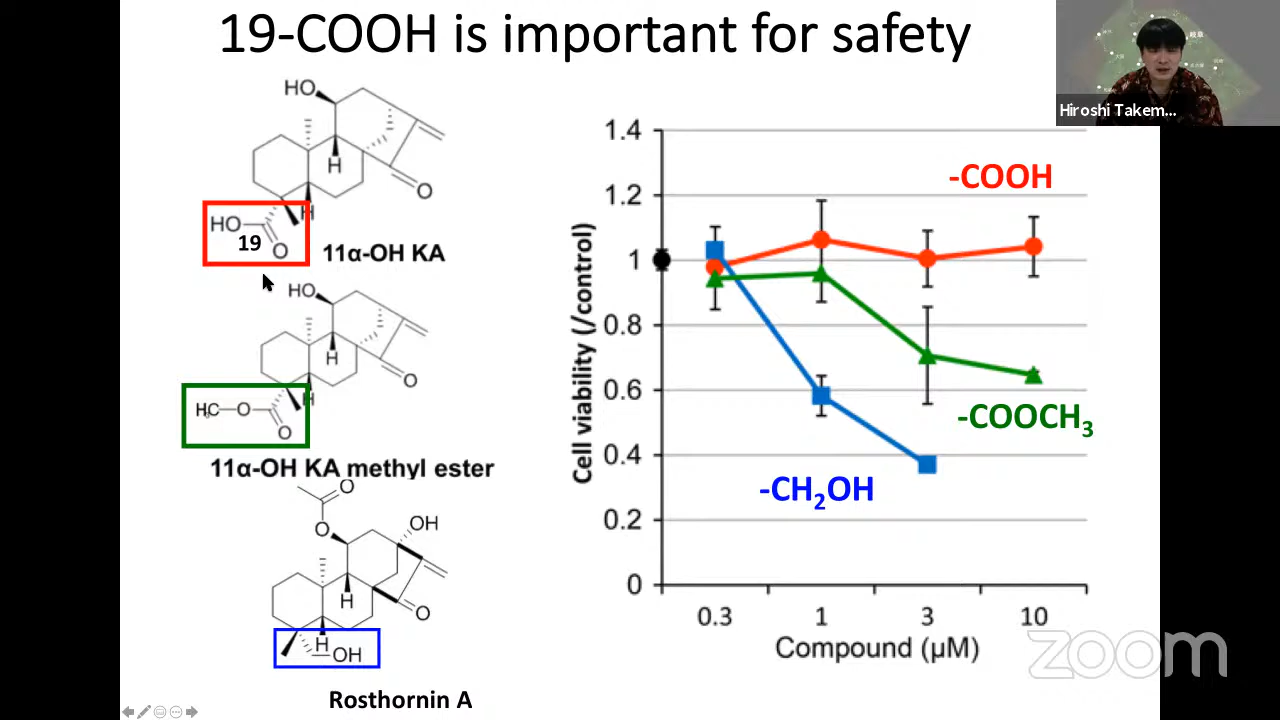 19-COOH is important for safety
Hiroshi Takem...
HO
H
H
O
HO
19
O
11α-OH KA
HO
H
H
O
H₃C
O
O
11α-OH KA methyl ester
O
O
OH
H
H
O
OH
Rosthornin A
1.4
1.2
1
0.8
0.6
0.4
0.2
0
Cell viability (/control)
-COOH
-COOCH₃
-CH₂OH
0.3 1 3 10
Compound (µM)
zoom